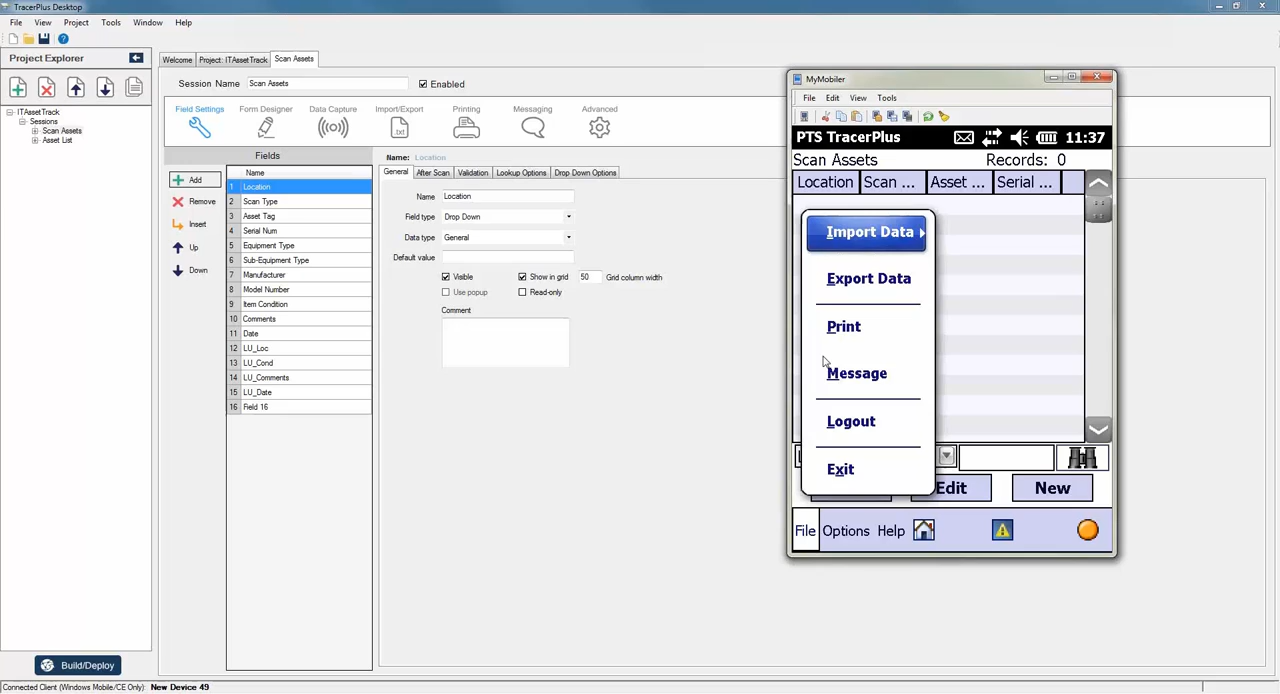 TracerPlus Desktop
File View Project Tools Window Help
Project Explorer
ITAssetTrack
Sessions
Scan Assets
Asset List
Build/Deploy
Connected Client (Windows Mobile/CE Only): New Device 49
Welcome Project: ITAssetTrack Scan Assets
Session Name Scan Assets Enabled
Field Settings Form Designer Data Capture Import/Export Printing Messaging Advanced
txt
Fields
Name
Add
Remove
Insert
Up
Down
1 Location
2 Scan Type
3 Asset Tag
4 Serial Num
5 Equipment Type
6 Sub-Equipment Type
7 Manufacturer
8 Model Number
9 Item Condition
10 Comments
11 Date
12 LU_Loc
13 LU_Cond
14 LU_Comments
15 LU_Date
16 Field 16
Name: Location
General After Scan Validation Lookup Options Drop Down Options
Name Location
Field type Drop Down
Data type General
Default value
Visible Show in grid 50 Grid column width
Use popup Read-only
Comment
MyMobiler
File Edit View Tools
PTS TracerPlus 11:37
Scan Assets Records: 0
Location Scan ... Asset ... Serial ...
Import Data
Export Data
Print
Message
Logout
Exit
Edit New
File Options Help